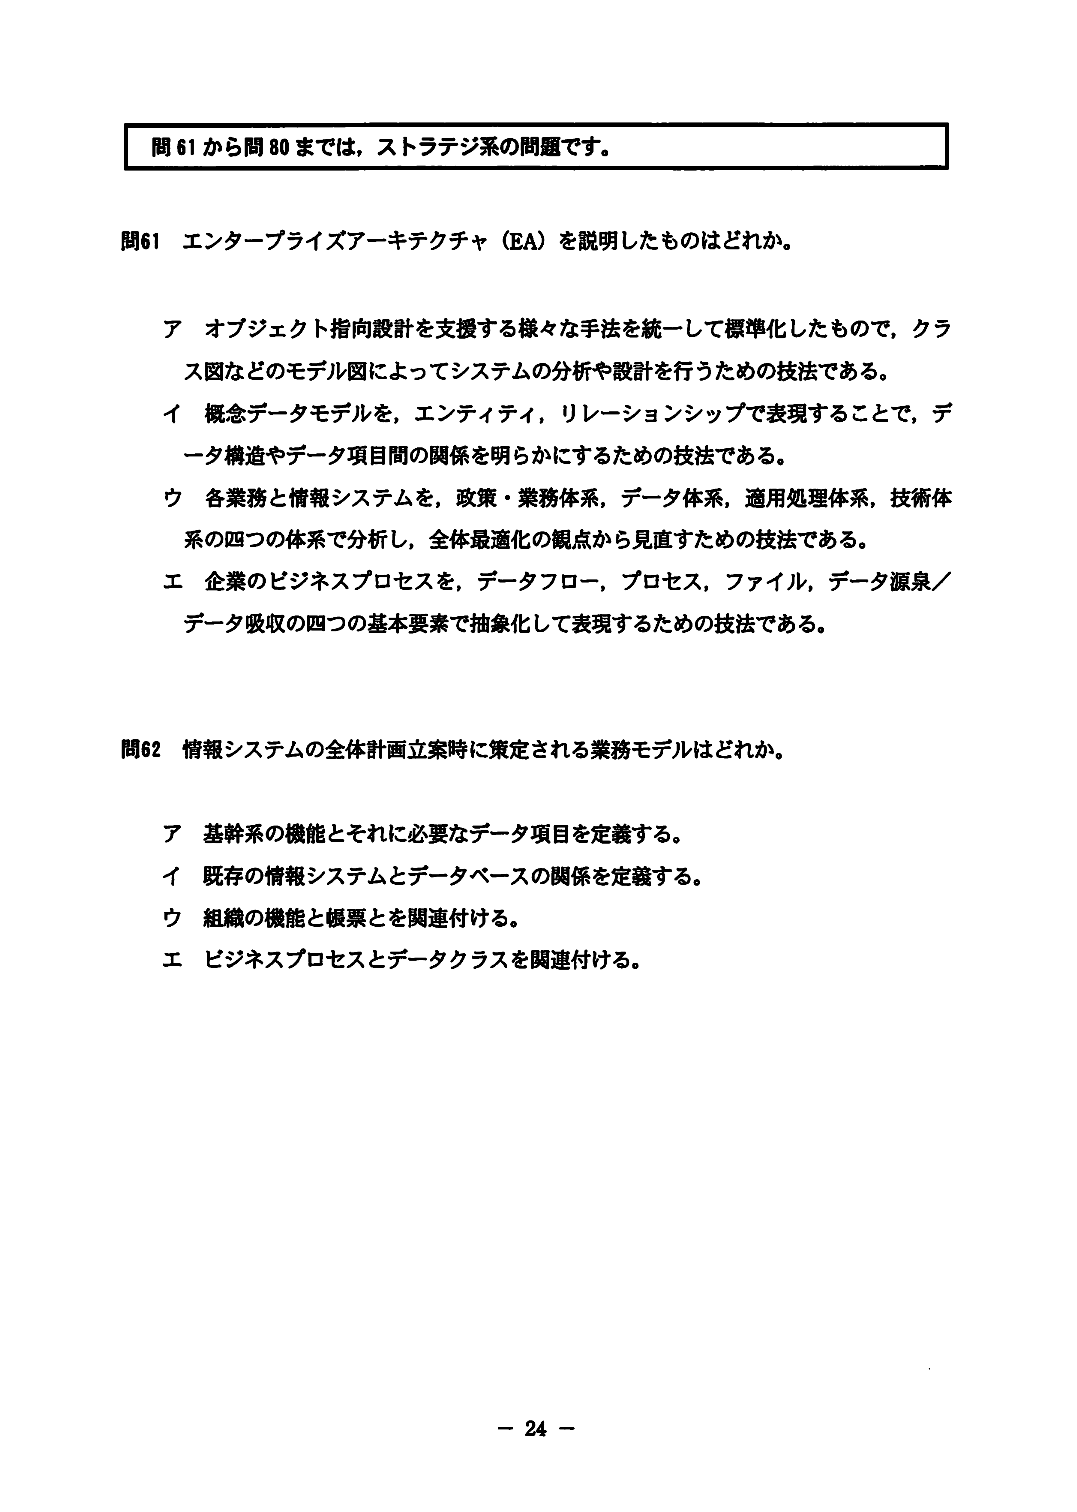 問 61 から問 80 までは，ストラテジ系の問題です。
問61　エンタープライズアーキテクチャ（EA）を説明したものはどれか。
ア　オブジェクト指向設計を支援する様々な手法を統一して標準化したもので，クラ
ス図などのモデル図によってシステムの分析や設計を行うための技法である。
イ　概念データモデルを，エンティティ，リレーションシップで表現することで，デ
ータ構造やデータ項目間の関係を明らかにするための技法である。
ウ　各業務と情報システムを，政策・業務体系，データ体系，適用処理体系，技術体
系の四つの体系で分析し，全体最適化の観点から見直すための技法である。
エ　企業のビジネスプロセスを，データフロー，プロセス，ファイル，データ源泉／
データ吸収の四つの基本要素で抽象化して表現するための技法である。
問62　情報システムの全体計画立案時に策定される業務モデルはどれか。
ア　基幹系の機能とそれに必要なデータ項目を定義する。
イ　既存の情報システムとデータベースの関係を定義する。
ウ　組織の機能と帳票とを関連付ける。
エ　ビジネスプロセスとデータクラスを関連付ける。
－ 24 －